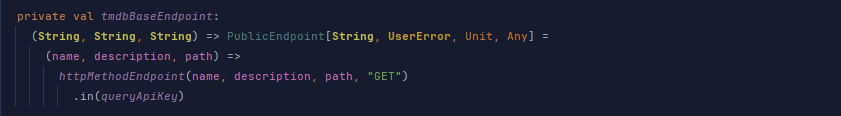 private val tmdbBaseEndpoint:
(String, String, String) => PublicEndpoint[String, UserError, Unit, Any] =
(name, description, path) =>
httpMethodEndpoint(name, description, path, "GET")
.in(queryApiKey)